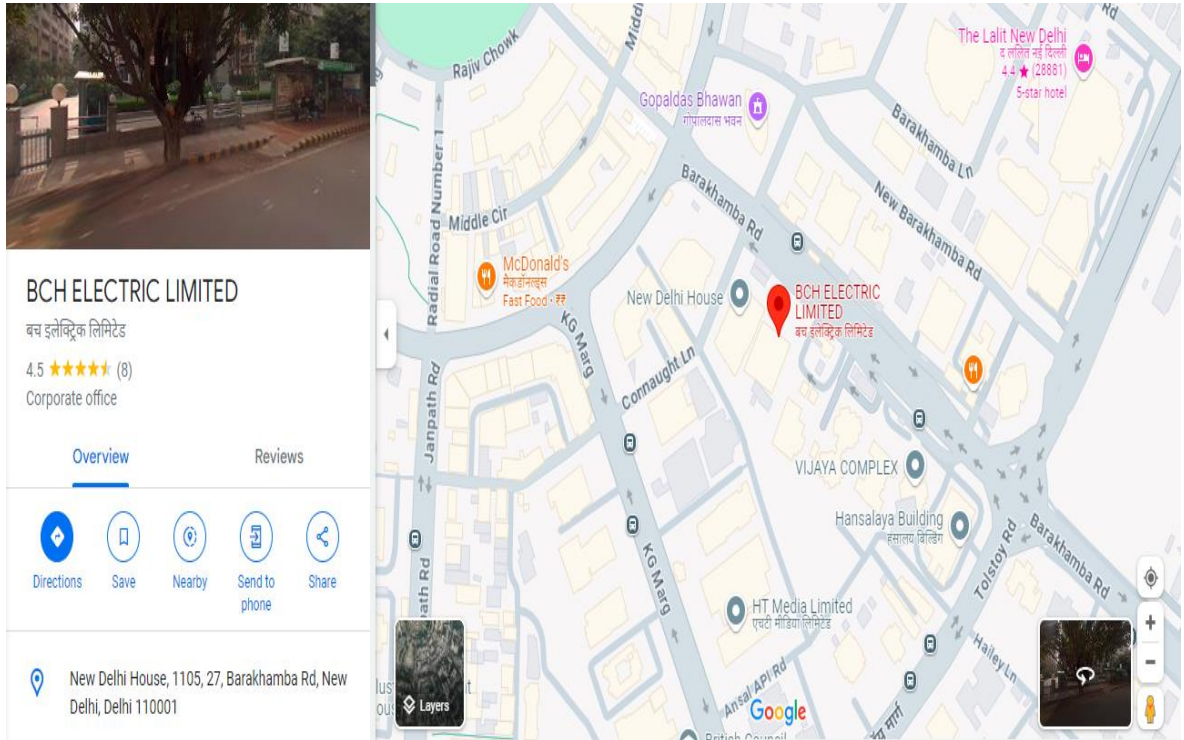 BCH ELECTRIC LIMITED
बच इलेक्ट्रिक लिमिटेड
4.5 ★★★★★ (8)
Corporate office
Overview
Reviews
Directions
Save
Nearby
Send to
phone
Share
New Delhi House, 1105, 27, Barakhamba Rd, New
Delhi, Delhi 110001
Rajiv Chowk
Radial Road Number 1
Middle Cir
McDonald's
मैकडॉनल्ड्स
Fast Food · ₹₹
Janpath Rd
KG Marg
Gopaldas Bhawan
गोपालदास भवन
The Lalit New Delhi
द ललित नई दिल्ली
4.4 ★ (28881)
5-star hotel
Rd
Barakhamba Ln
Barakhamba Rd
New Barakhamba Rd
New Delhi House
BCH ELECTRIC
LIMITED
बच इलेक्ट्रिक लिमिटेड
Connaught Ln
VIJAYA COMPLEX
Hansalaya Building
हंसालय बिल्डिंग
Barakhamba Rd
Tolstoy Rd
KG Marg
HT Media Limited
एचटी मीडिया लिमिटेड
Hailey Ln
Ansal API Rd
Layers
Google
British Council